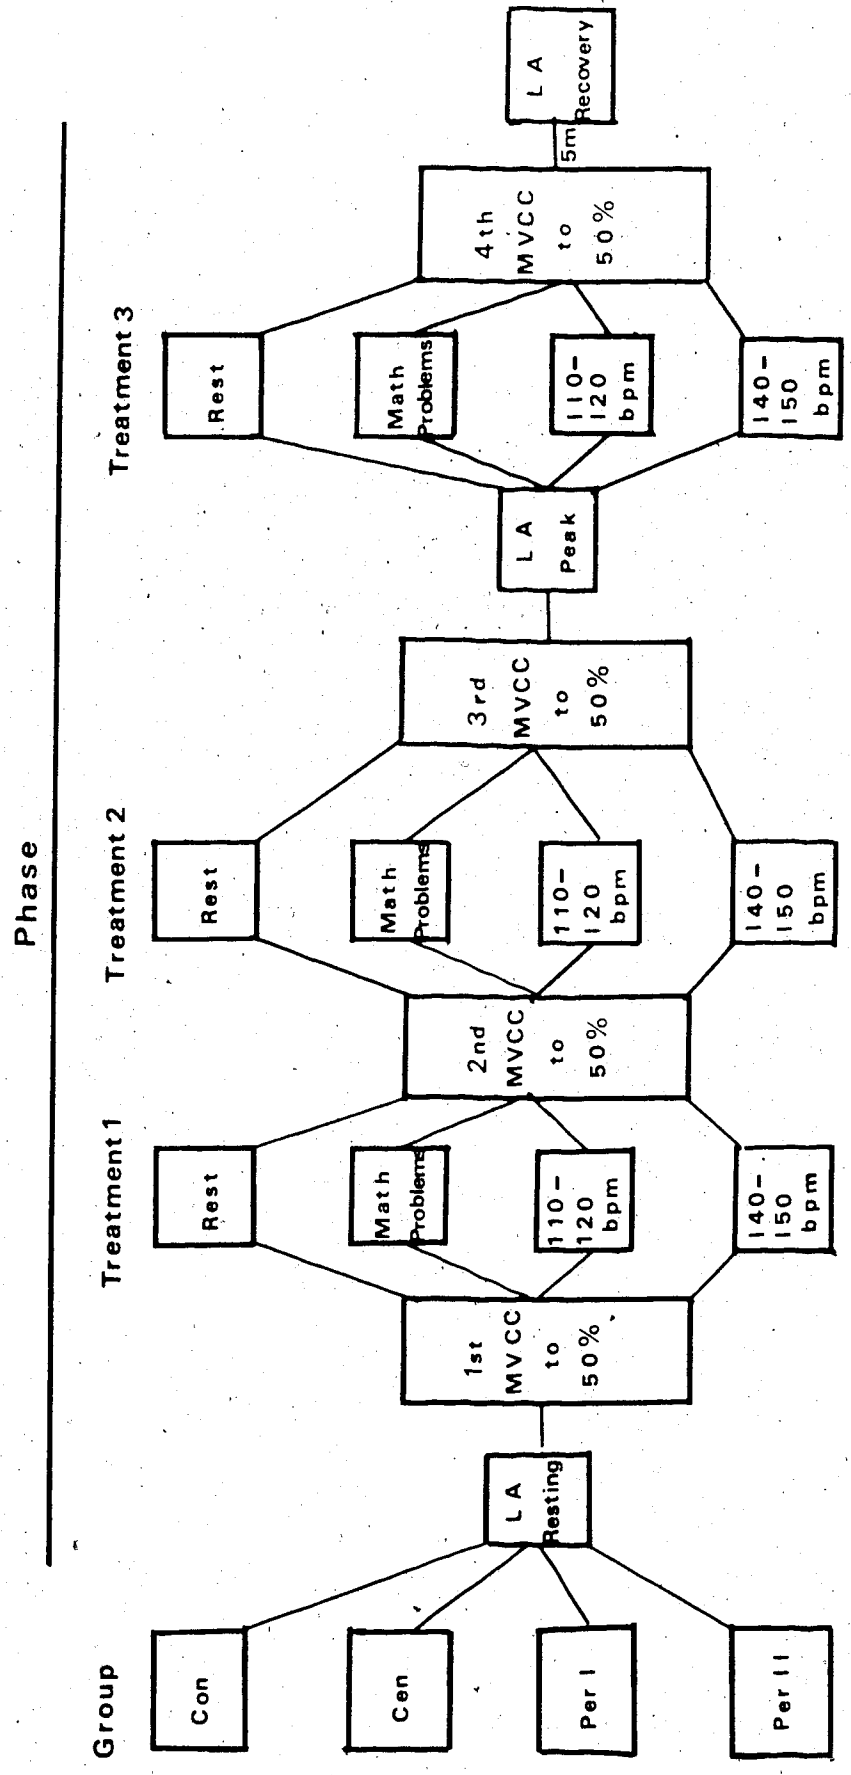 Phase
Group
Treatment 1
Treatment 2
Treatment 3
Con
Cen
Per I
Per II
L A
Resting
1st
MVCC
to
50%
Rest
Math
Problems
110-
120
bpm
140-
150
bpm
2nd
MVCC
to
50%
Rest
Math
Problems
110-
120
bpm
140-
150
bpm
3rd
MVCC
to
50%
L A
Peak
Rest
Math
Problems
110-
120
bpm
140-
150
bpm
4th
MVCC
to
50%
5m
L A
Recovery